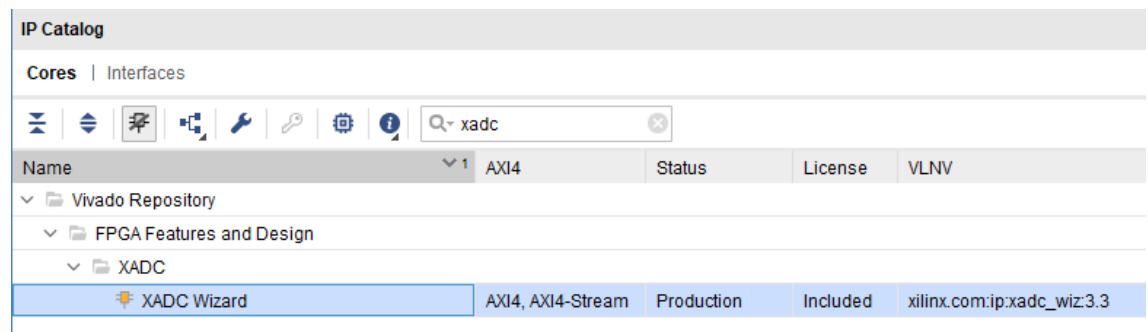 IP Catalog
Cores | Interfaces
xadc
Name 1 AXI4 Status License VLNV
Vivado Repository
FPGA Features and Design
XADC
XADC Wizard AXI4, AXI4-Stream Production Included xilinx.com:ip:xadc_wiz:3.3